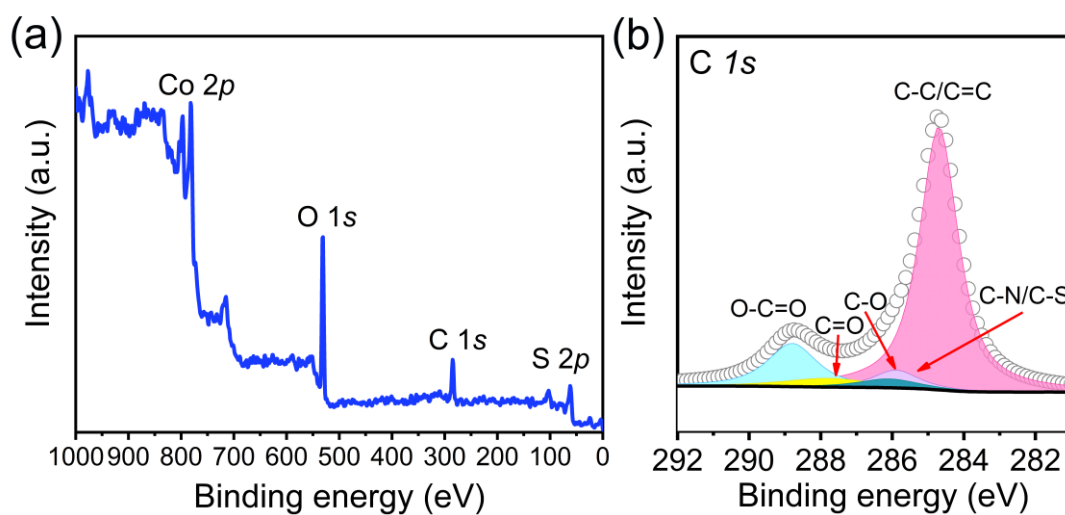 (a)
Intensity (a.u.)
Co 2p
O 1s
C 1s
S 2p
1000 900 800 700 600 500 400 300 200 100 0
Binding energy (eV)
(b)
C 1s
Intensity (a.u.)
C-C/C=C
O-C=O
C=O
C-O
C-N/C-S
292 290 288 286 284 282
Binding energy (eV)